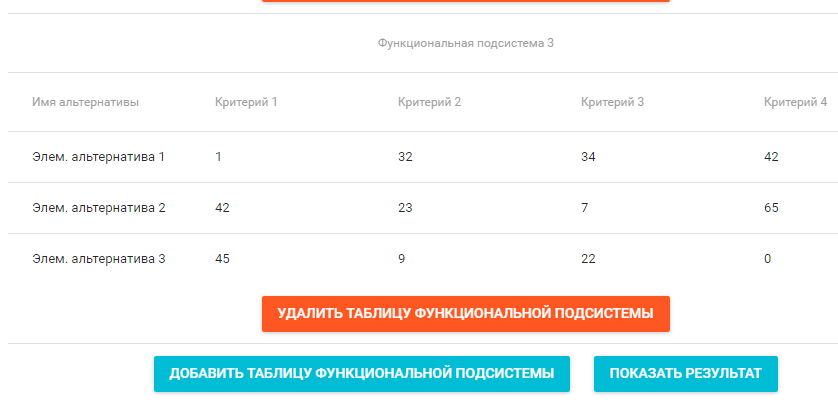 Функциональная подсистема 3
Имя альтернативы Критерий 1 Критерий 2 Критерий 3 Критерий 4
Элем. альтернатива 1 1 32 34 42
Элем. альтернатива 2 42 23 7 65
Элем. альтернатива 3 45 9 22 0
УДАЛИТЬ ТАБЛИЦУ ФУНКЦИОНАЛЬНОЙ ПОДСИСТЕМЫ
ДОБАВИТЬ ТАБЛИЦУ ФУНКЦИОНАЛЬНОЙ ПОДСИСТЕМЫ ПОКАЗАТЬ РЕЗУЛЬТАТ